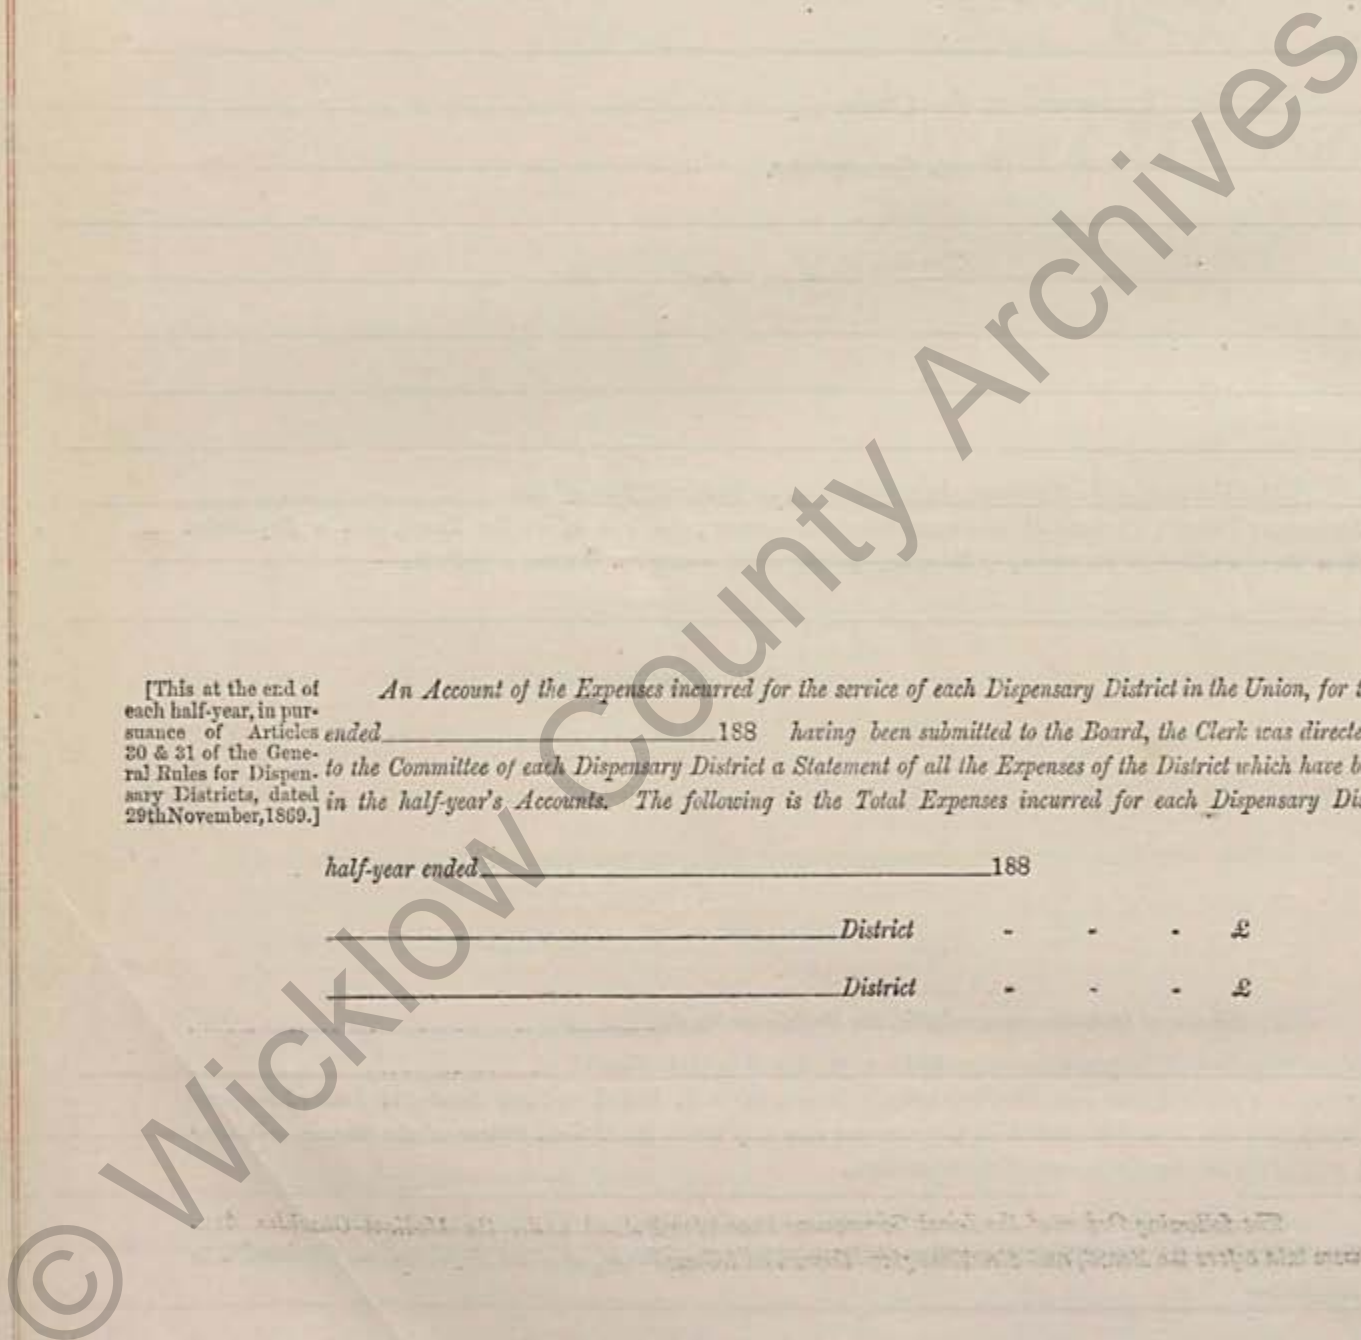 [This at the end of
each half-year, in pur-
suance of Articles
30 & 31 of the Gene-
ral Rules for Dispen-
sary Districts, dated
29thNovember,1869.]
An Account of the Expenses incurred for the service of each Dispensary District in the Union, for
ended 188 having been submitted to the Board, the Clerk was directe
to the Committee of each Dispensary District a Statement of all the Expenses of the District which have b
in the half-year's Accounts. The following is the Total Expenses incurred for each Dispensary Dis
half-year ended 188
District - - - £
District - - - £
© Wicklow County Archives